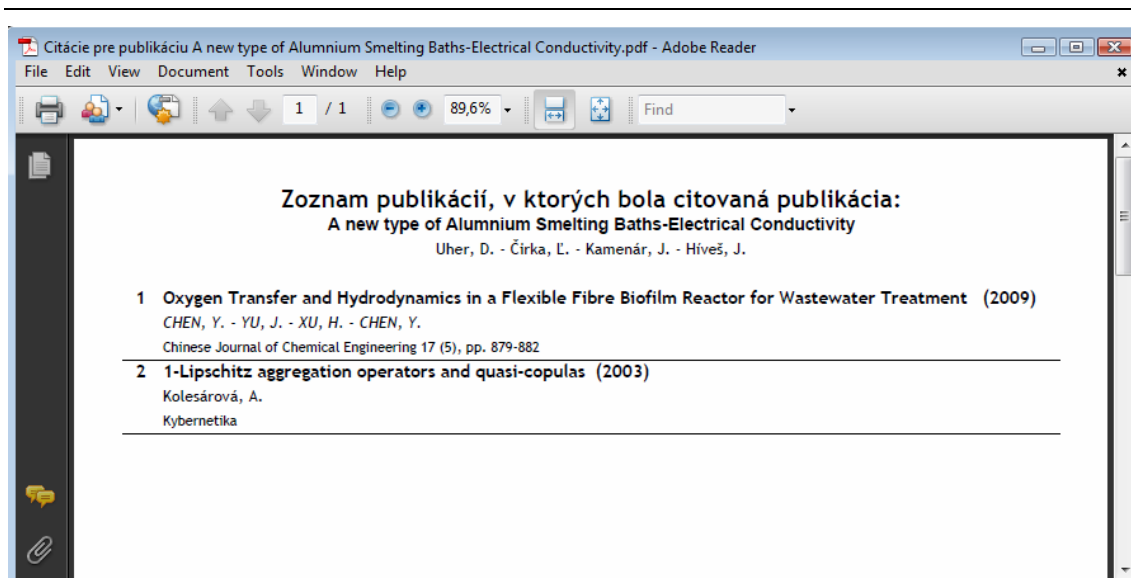 Citácie pre publikáciu A new type of Alumnium Smelting Baths-Electrical Conductivity.pdf - Adobe Reader
File Edit View Document Tools Window Help
1 / 1 89,6% Find
Zoznam publikácií, v ktorých bola citovaná publikácia:
A new type of Alumnium Smelting Baths-Electrical Conductivity
Uher, D. - Čirka, Ľ. - Kamenár, J. - Híveš, J.
1 Oxygen Transfer and Hydrodynamics in a Flexible Fibre Biofilm Reactor for Wastewater Treatment (2009)
CHEN, Y. - YU, J. - XU, H. - CHEN, Y.
Chinese Journal of Chemical Engineering 17 (5), pp. 879-882
2 1-Lipschitz aggregation operators and quasi-copulas (2003)
Kolesárová, A.
Kybernetika